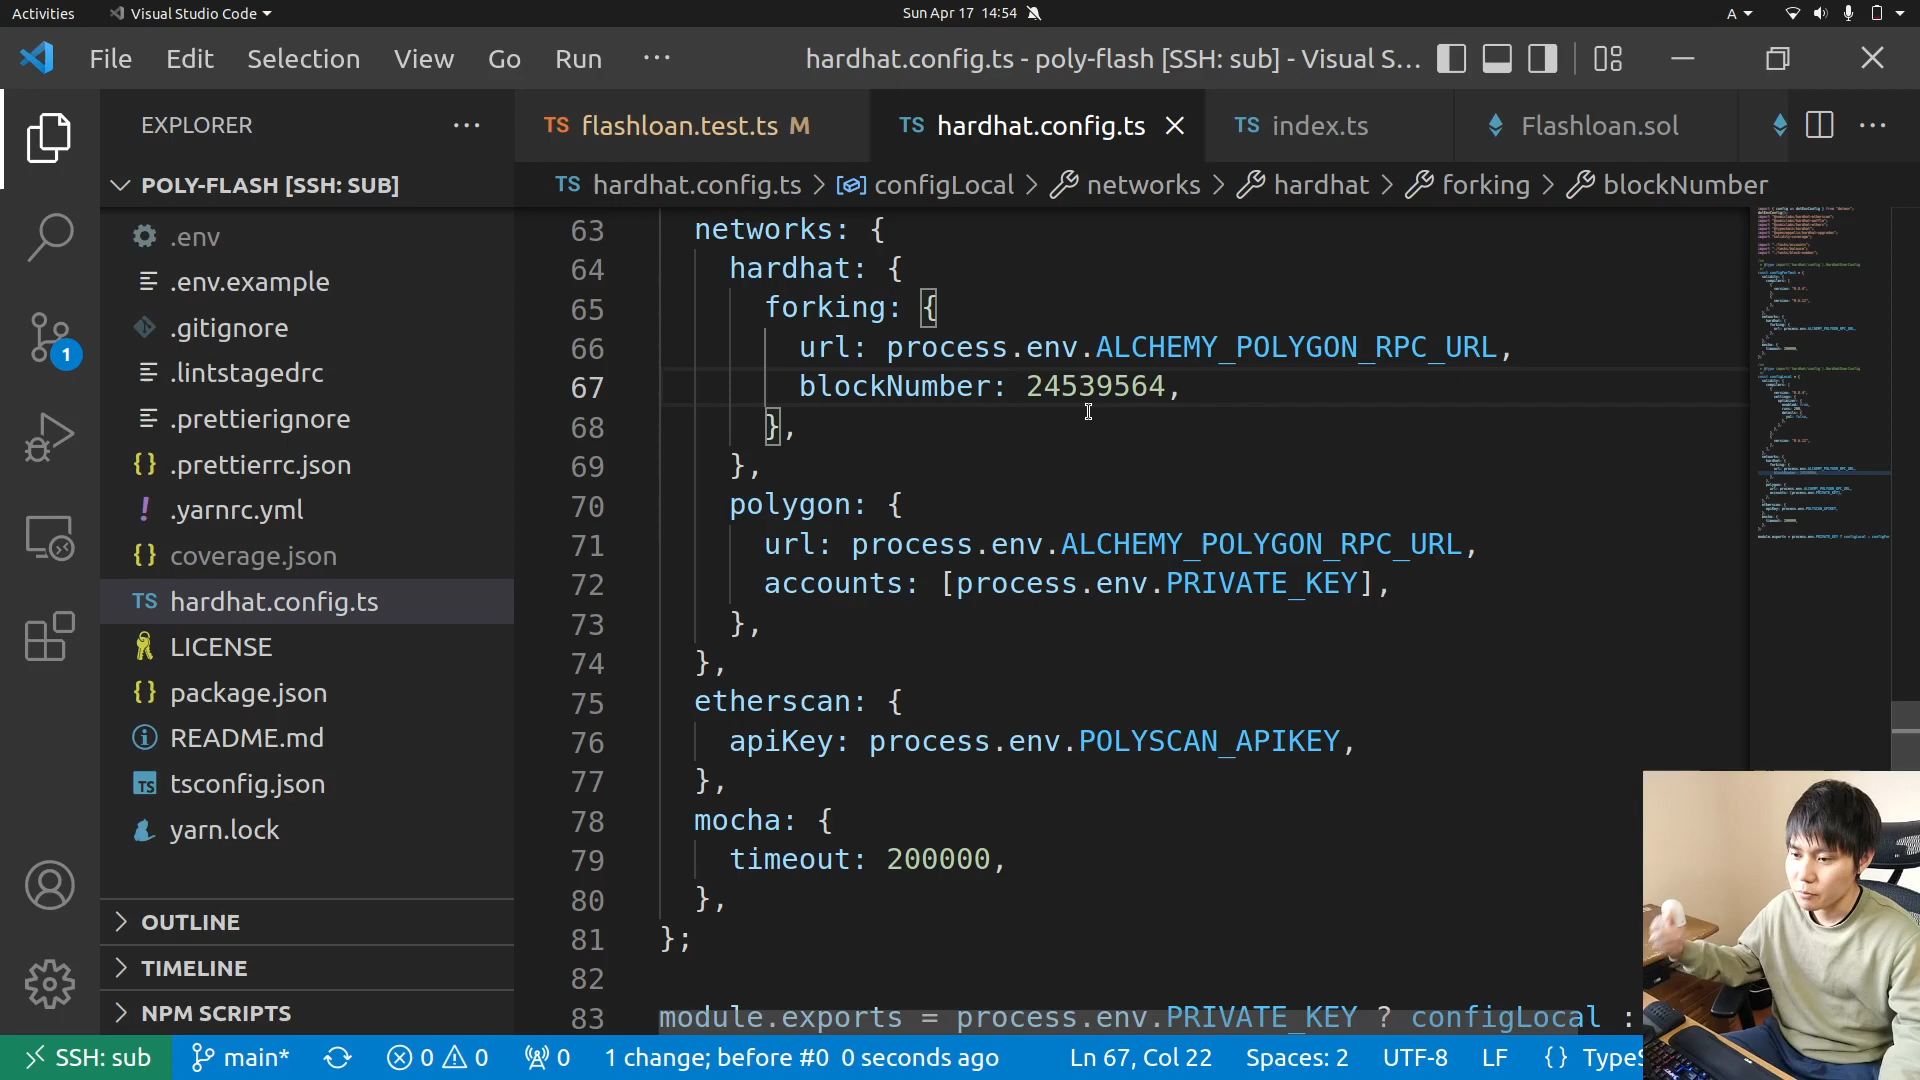 Activities
Visual Studio Code
Sun Apr 17 14:54
A
File Edit Selection View Go Run ···
hardhat.config.ts - poly-flash [SSH: sub] - Visual S...
EXPLORER
TS flashloan.test.ts M
TS hardhat.config.ts
TS index.ts
Flashloan.sol
POLY-FLASH [SSH: SUB]
TS hardhat.config.ts > configLocal > networks > hardhat > forking > blockNumber
.env
.env.example
.gitignore
.lintstagedrc
.prettierignore
{} .prettierrc.json
! .yarnrc.yml
{} coverage.json
TS hardhat.config.ts
LICENSE
{} package.json
README.md
TS tsconfig.json
yarn.lock
OUTLINE
TIMELINE
NPM SCRIPTS
1
63 networks: {
64 hardhat: {
65 forking: {
66 url: process.env.ALCHEMY_POLYGON_RPC_URL,
67 blockNumber: 24539564,
68 },
69 },
70 polygon: {
71 url: process.env.ALCHEMY_POLYGON_RPC_URL,
72 accounts: [process.env.PRIVATE_KEY],
73 },
74 },
75 etherscan: {
76 apiKey: process.env.POLYSCAN_APIKEY,
77 },
78 mocha: {
79 timeout: 200000,
80 },
81 };
82
83 module.exports = process.env.PRIVATE_KEY ? configLocal :
SSH: sub
main*
0 0
0
1 change; before #0 0 seconds ago
Ln 67, Col 22
Spaces: 2
UTF-8
LF
{} TypeS